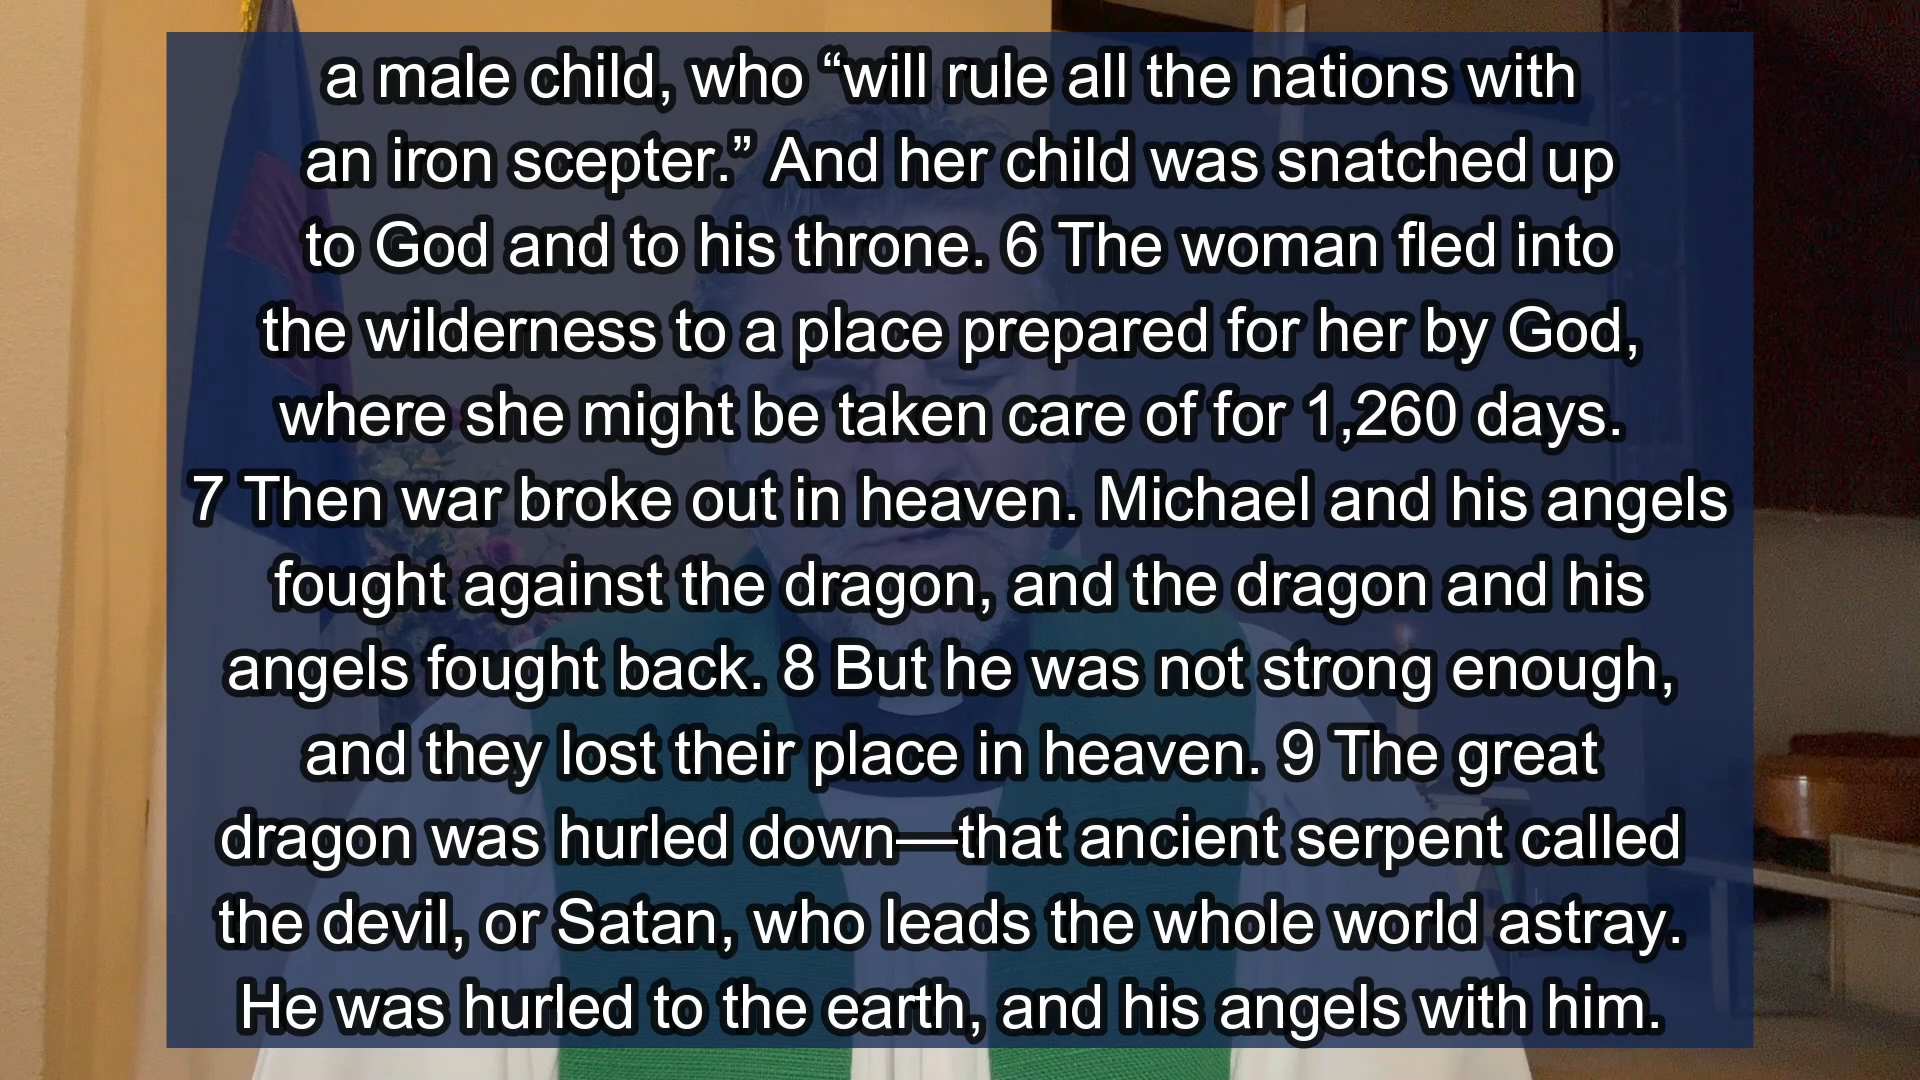 a male child, who “will rule all the nations with
an iron scepter.” And her child was snatched up
to God and to his throne. 6 The woman fled into
the wilderness to a place prepared for her by God,
where she might be taken care of for 1,260 days.
7 Then war broke out in heaven. Michael and his angels
fought against the dragon, and the dragon and his
angels fought back. 8 But he was not strong enough,
and they lost their place in heaven. 9 The great
dragon was hurled down—that ancient serpent called
the devil, or Satan, who leads the whole world astray.
He was hurled to the earth, and his angels with him.